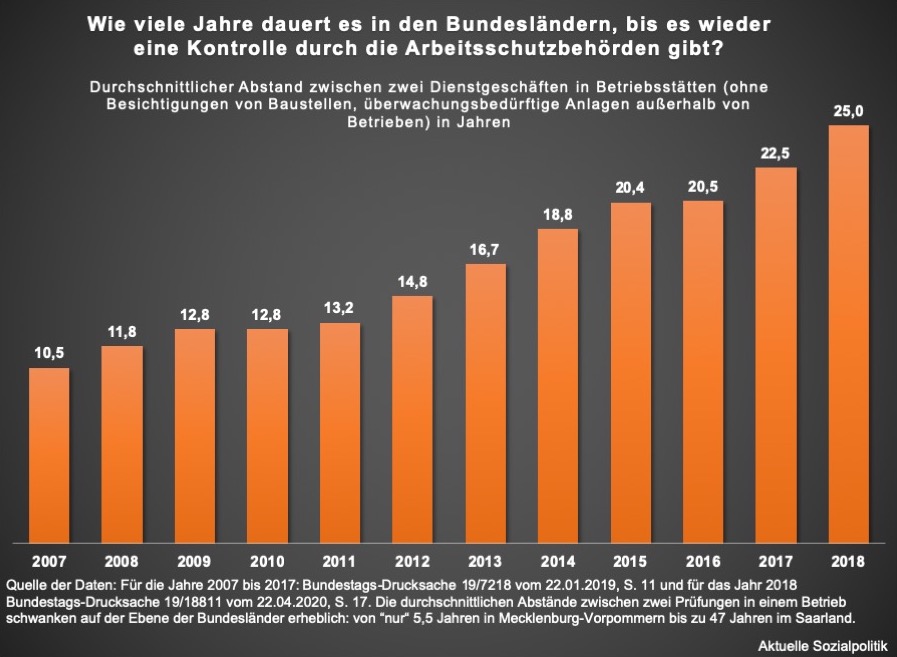 Wie viele Jahre dauert es in den Bundesländern, bis es wieder
eine Kontrolle durch die Arbeitsschutzbehörden gibt?
Durchschnittlicher Abstand zwischen zwei Dienstgeschäften in Betriebsstätten (ohne
Besichtigungen von Baustellen, überwachungsbedürftige Anlagen außerhalb von
Betrieben) in Jahren
10,5
11,8
12,8
12,8
13,2
14,8
16,7
18,8
20,4
20,5
22,5
25,0
2007 2008 2009 2010 2011 2012 2013 2014 2015 2016 2017 2018
Quelle der Daten: Für die Jahre 2007 bis 2017: Bundestags-Drucksache 19/7218 vom 22.01.2019, S. 11 und für das Jahr 2018
Bundestags-Drucksache 19/18811 vom 22.04.2020, S. 17. Die durchschnittlichen Abstände zwischen zwei Prüfungen in einem Betrieb
schwanken auf der Ebene der Bundesländer erheblich: von “nur“ 5,5 Jahren in Mecklenburg-Vorpommern bis zu 47 Jahren im Saarland.
Aktuelle Sozialpolitik